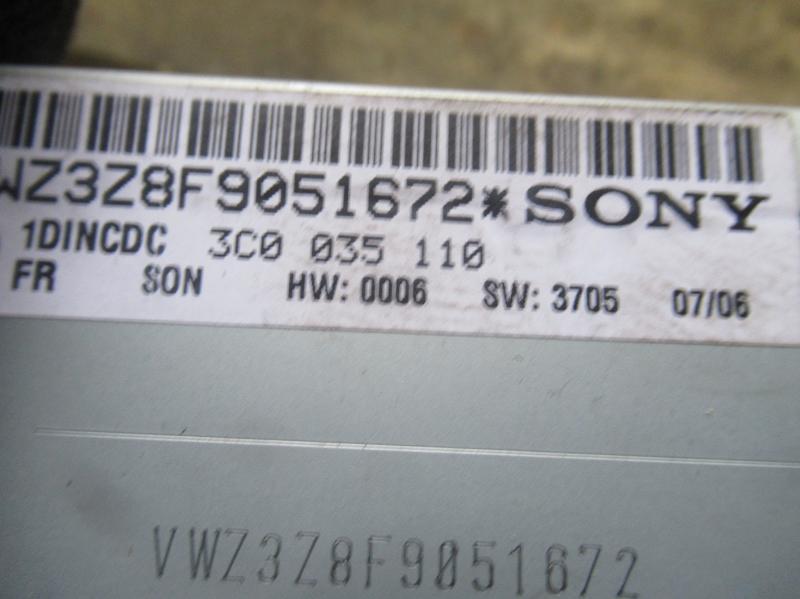 WZ3Z8F9051672* SONY
1DINCDC 3C0 035 110
FR SON HW: 0006 SW: 3705 07/06
VWZ3Z8F9051672